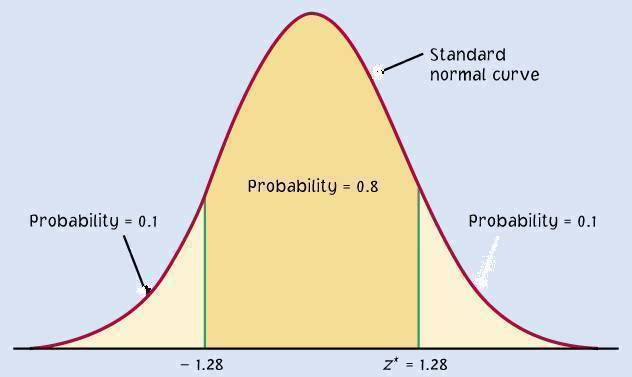 Standard
normal curve
Probability = 0.8
Probability = 0.1
Probability = 0.1
− 1.28
z* = 1.28